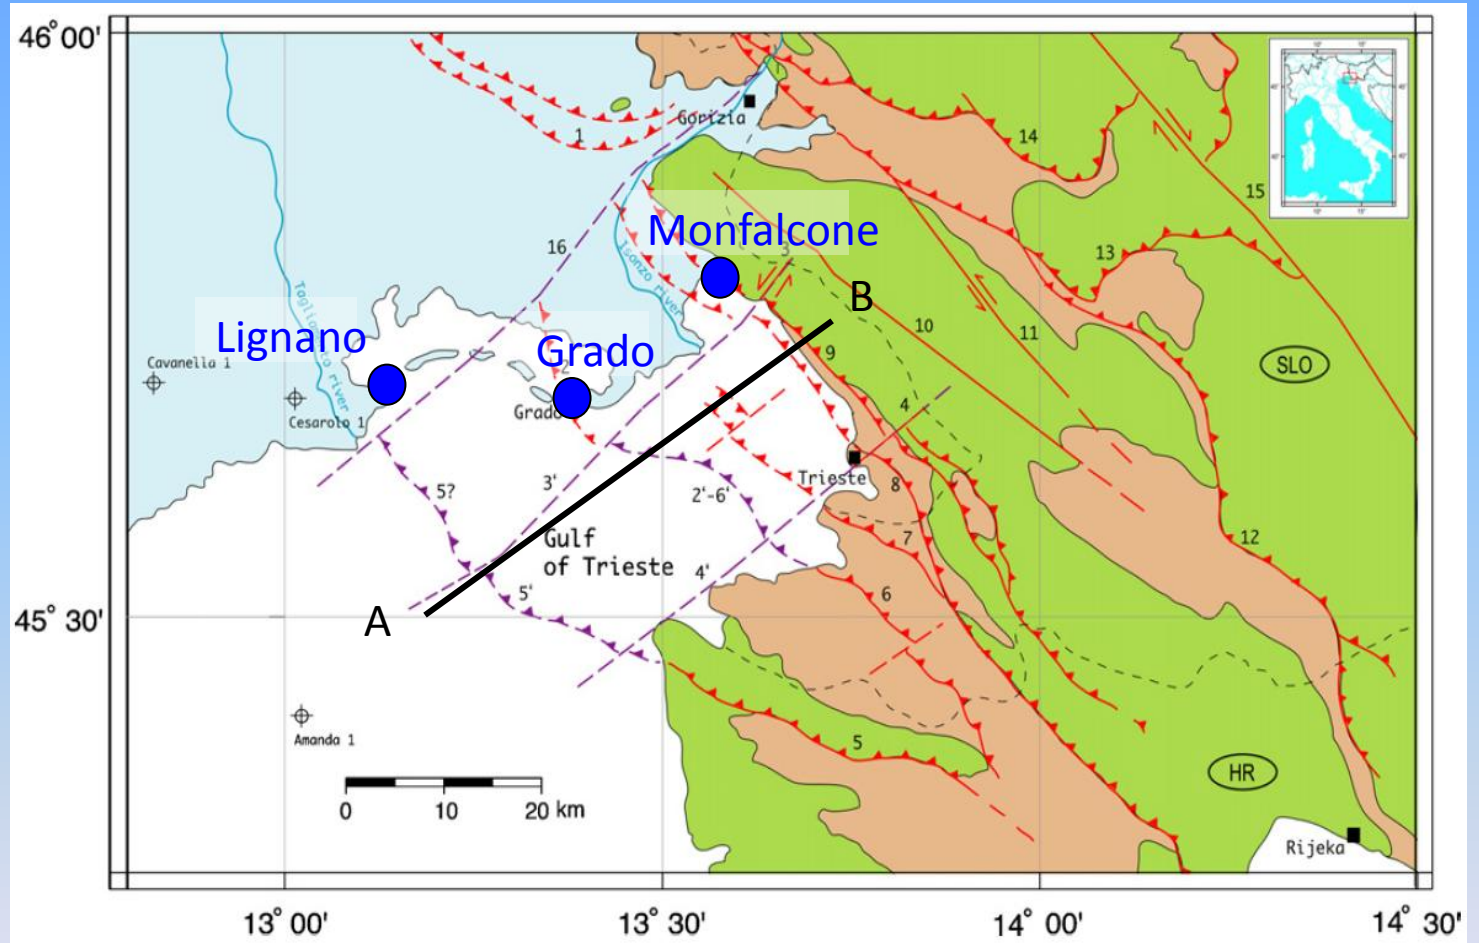 46° 00'
Gorizia
1
14
15
16
Monfalcone
3
13
B
Isonzo river
10
11
Tagliamento river
Lignano
Grado
9
SLO
Cavanella 1
2
Grado
Cesarolo 1
4
Trieste
8
5?
3'
2'-6'
7
12
Gulf
of Trieste
4'
6
5'
A
45° 30'
Amanda 1
5
HR
0 10 20 km
Rijeka
13° 00' 13° 30' 14° 00' 14° 30'